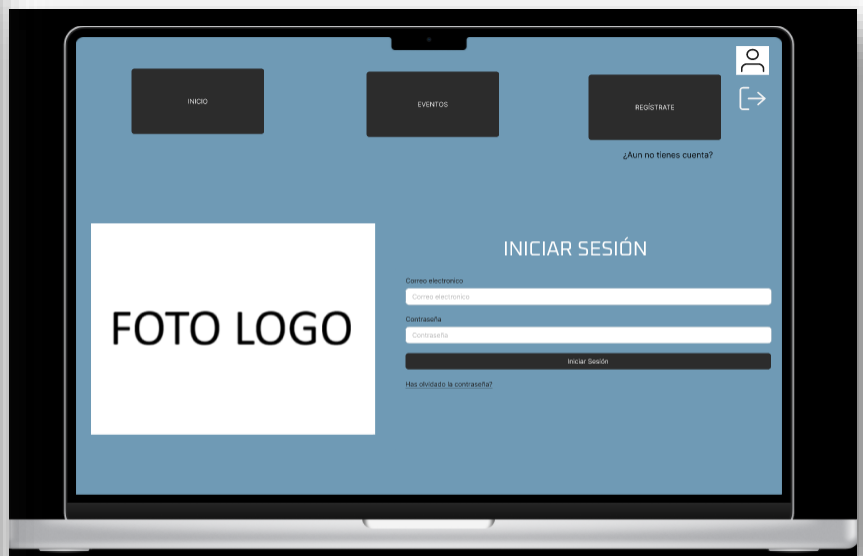 INICIO
EVENTOS
REGÍSTRATE
¿Aun no tienes cuenta?
FOTO LOGO
INICIAR SESIÓN
Correo electronico
Correo electronico
Contraseña
Contraseña
Iniciar Sesión
Has olvidado la contraseña?